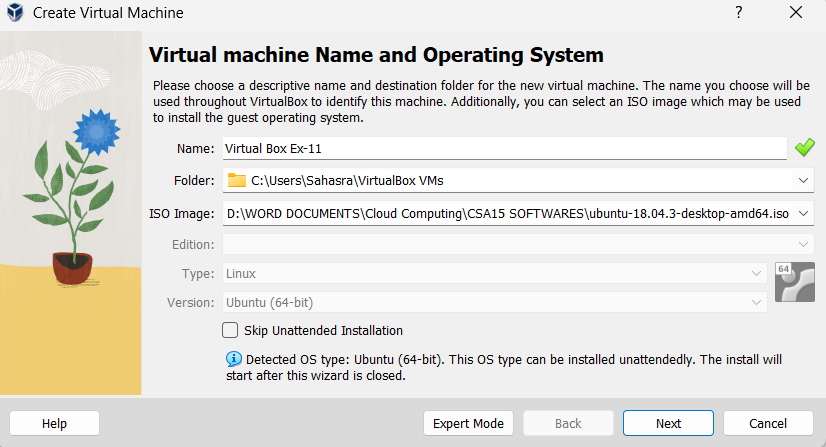 Create Virtual Machine
?
Virtual machine Name and Operating System
Please choose a descriptive name and destination folder for the new virtual machine. The name you choose will be
used throughout VirtualBox to identify this machine. Additionally, you can select an ISO image which may be used
to install the guest operating system.
Name: Virtual Box Ex-11
Folder: C:\Users\Sahasra\VirtualBox VMs
ISO Image: D:\WORD DOCUMENTS\Cloud Computing\CSA15 SOFTWARES\ubuntu-18.04.3-desktop-amd64.iso
Edition:
Type: Linux
64
Version: Ubuntu (64-bit)
Skip Unattended Installation
Detected OS type: Ubuntu (64-bit). This OS type can be installed unattendedly. The install will
start after this wizard is closed.
Help Expert Mode Back Next Cancel